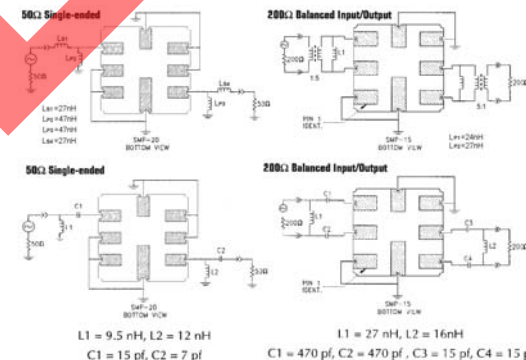 50Ω Single-ended
LS1
LP2
50Ω
LS1=27nH
LP2=47nH
LP3=47nH
LS4=27nH
LS4
LP3
50Ω
SMP-20
BOTTOM VIEW
200Ω Balanced Input/Output
200Ω
L1
1:5
PIN 1
IDENT.
5:1
200Ω
LP1=24nH
LP2=27nH
SMP-15
BOTTOM VIEW
50Ω Single-ended
C1
L1
50Ω
C2
L2
50Ω
SMP-20
BOTTOM VIEW
L1 = 9.5 nH, L2 = 12 nH
C1 = 15 pf, C2 = 7 pf
200Ω Balanced Input/Output
C1
200Ω
L1
C2
C3
L2
200Ω
C4
PIN 1
IDENT.
SMP-15
BOTTOM VIEW
L1 = 27 nH, L2 = 16nH
C1 = 470 pf, C2 = 470 pf , C3 = 15 pf, C4 = 15 p